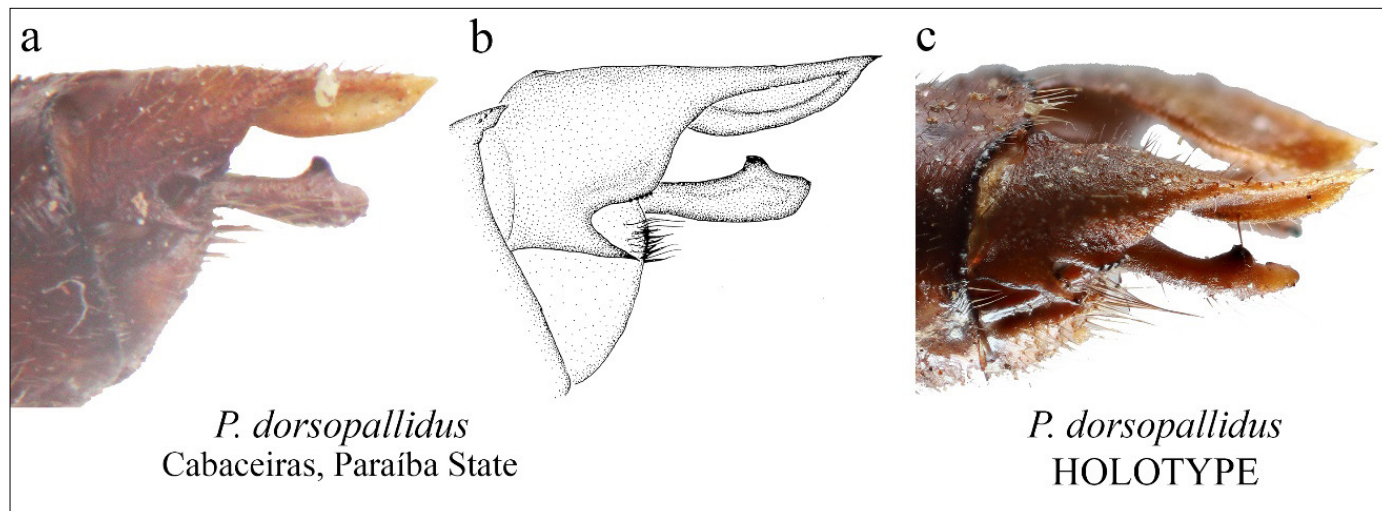 a
b
c
P. dorsopallidus
Cabaceiras, Paraíba State
P. dorsopallidus
HOLOTYPE